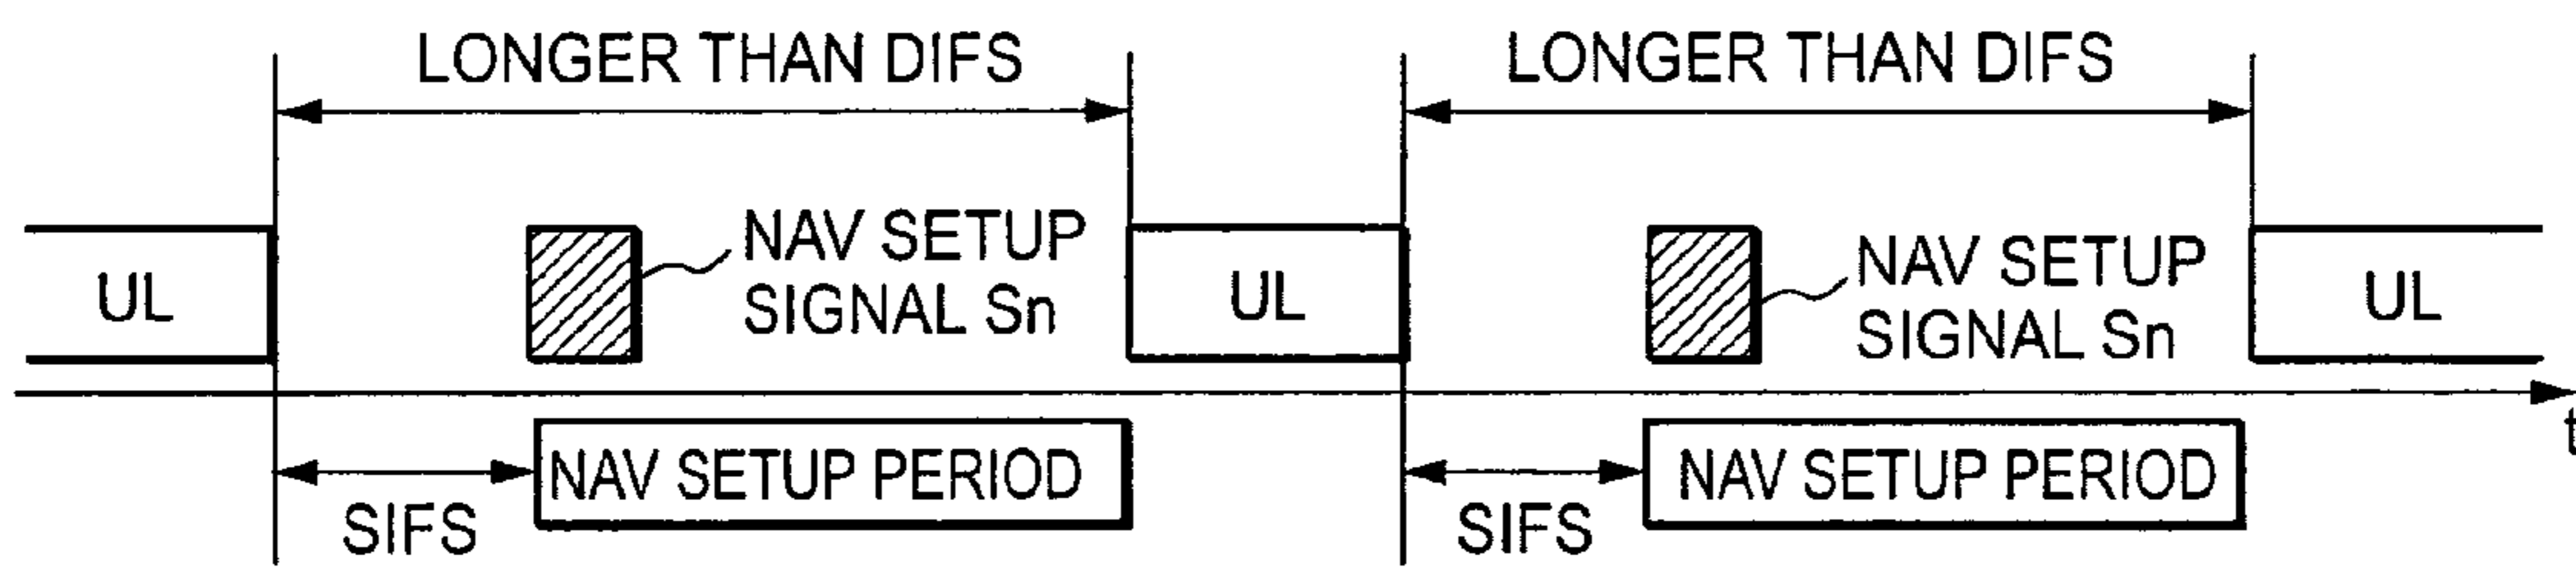 LONGER THAN DIFS
LONGER THAN DIFS
UL
NAV SETUP
SIGNAL Sn
UL
NAV SETUP
SIGNAL Sn
UL
t
NAV SETUP PERIOD
NAV SETUP PERIOD
SIFS
SIFS